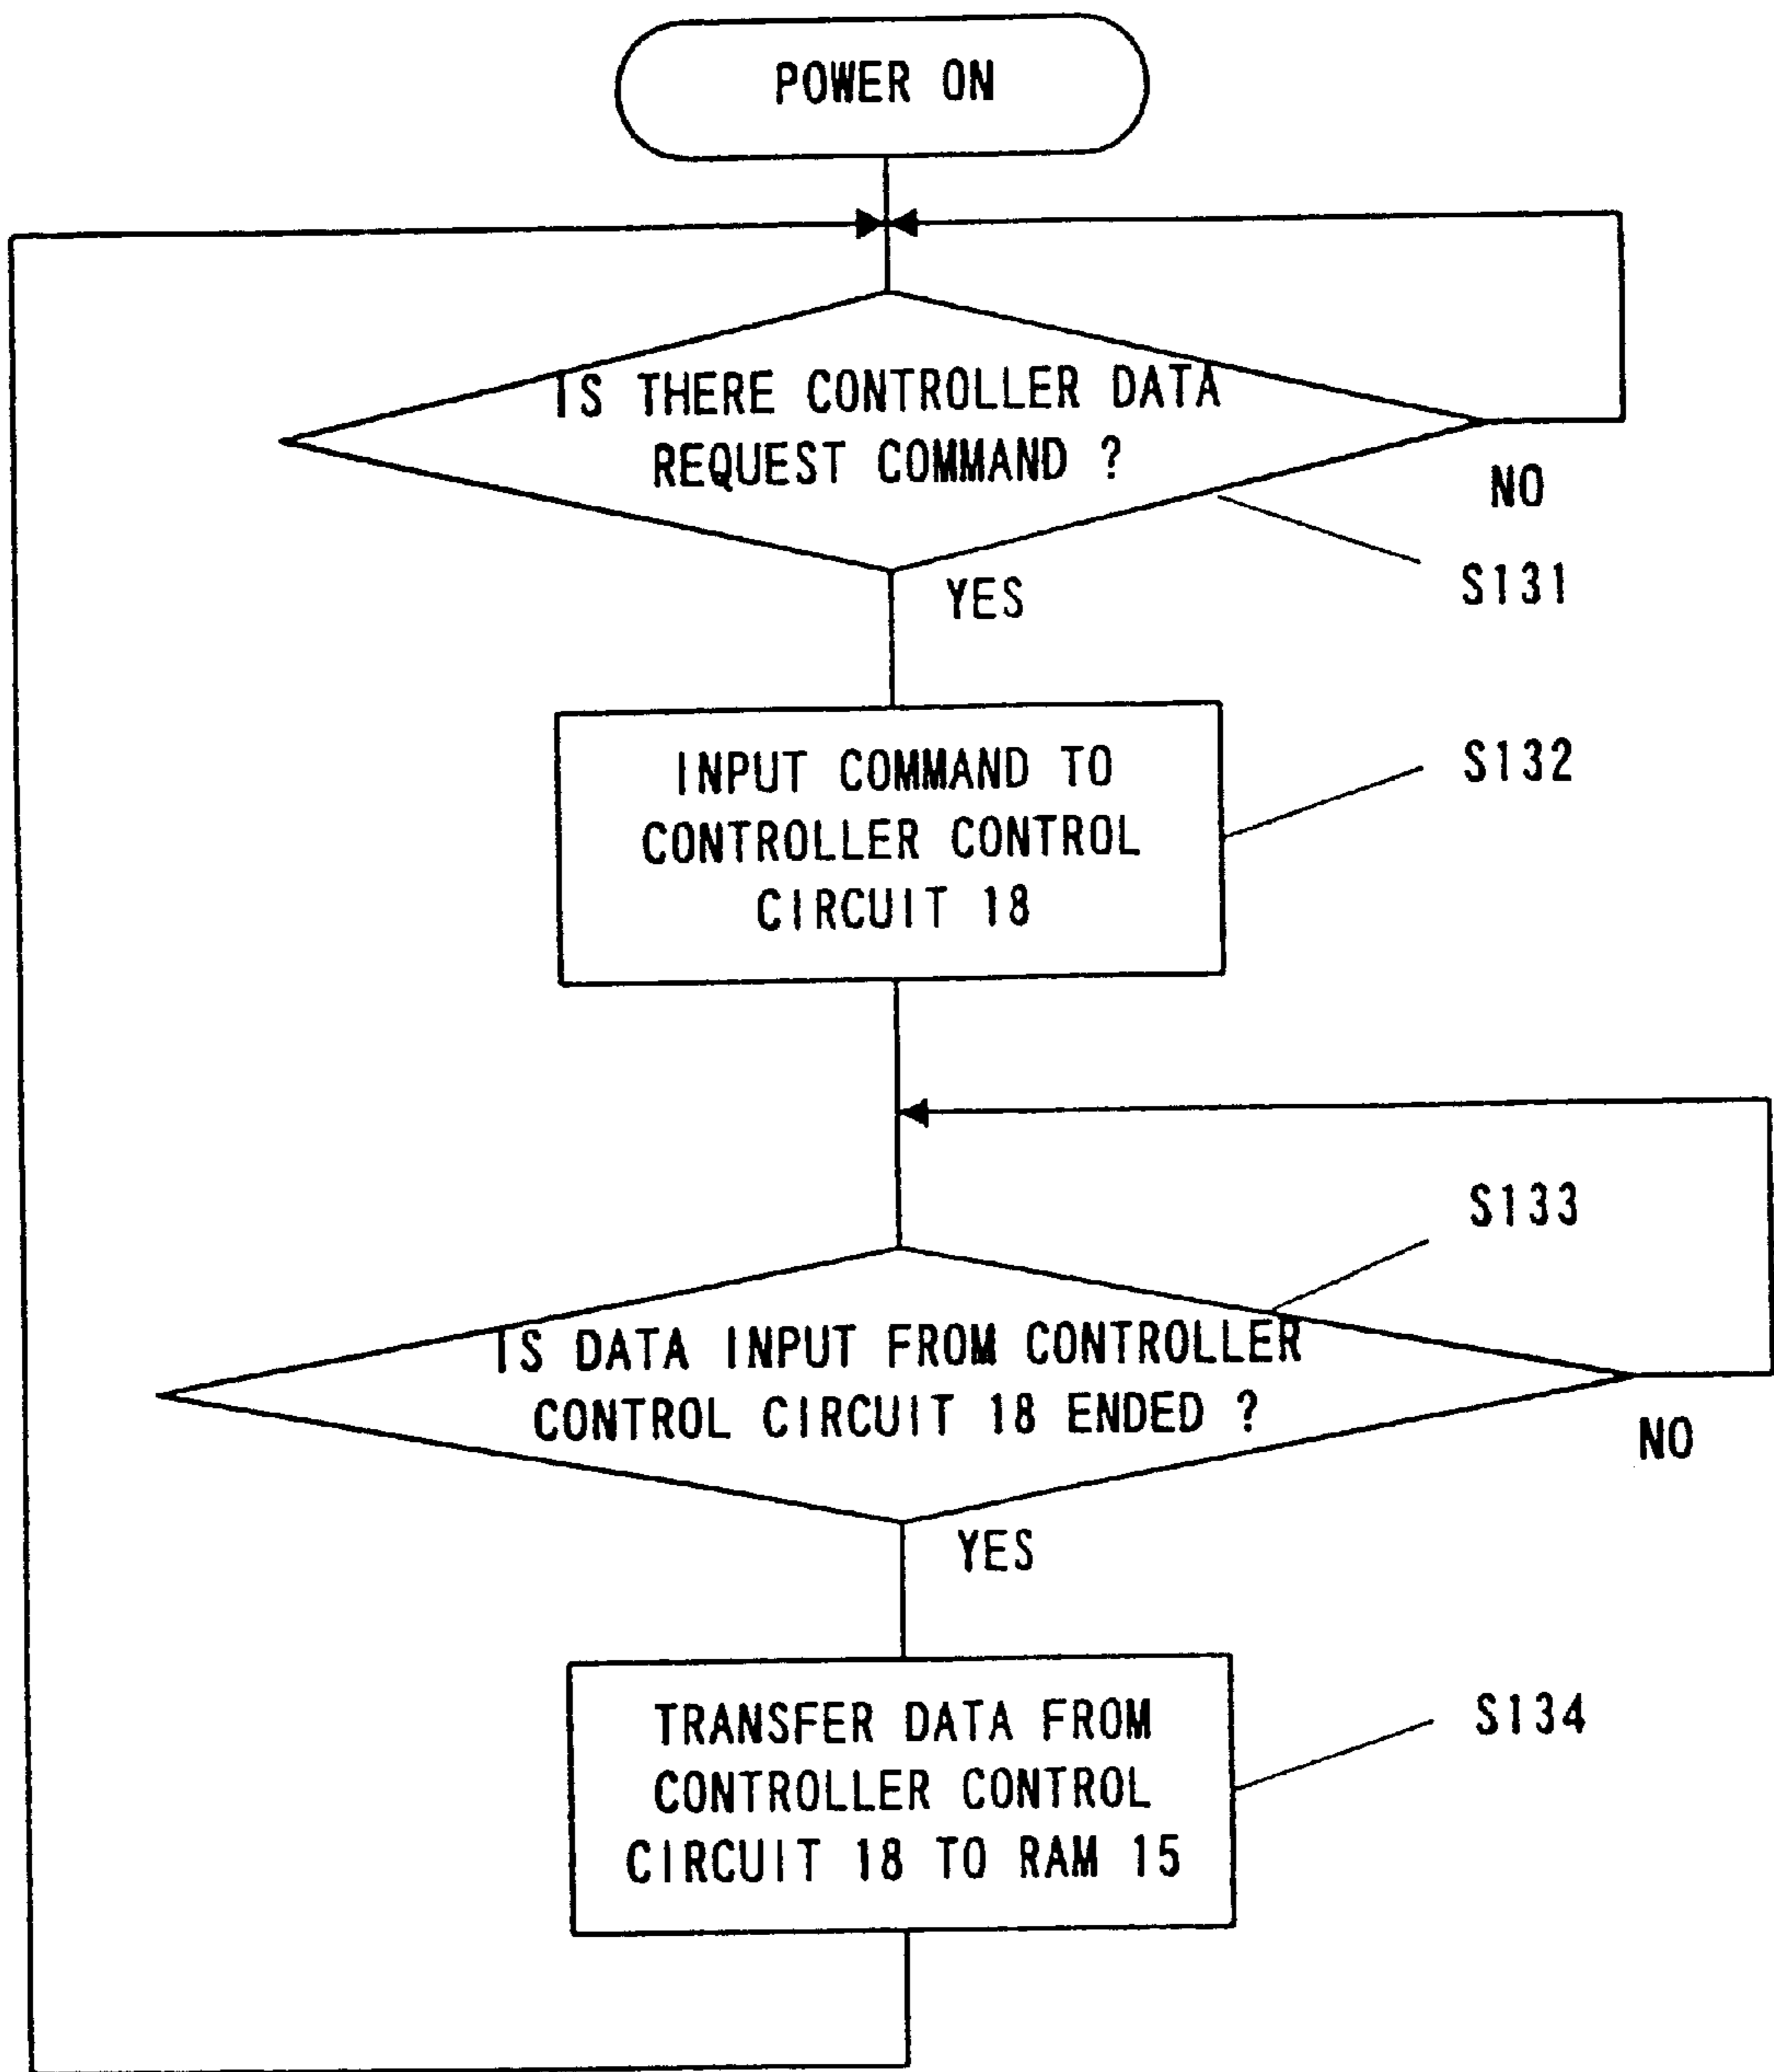 POWER ON
IS THERE CONTROLLER DATA
REQUEST COMMAND ?
NO
S131
YES
INPUT COMMAND TO
CONTROLLER CONTROL
CIRCUIT 18
S132
S133
IS DATA INPUT FROM CONTROLLER
CONTROL CIRCUIT 18 ENDED ?
NO
YES
TRANSFER DATA FROM
CONTROLLER CONTROL
CIRCUIT 18 TO RAM 15
S134